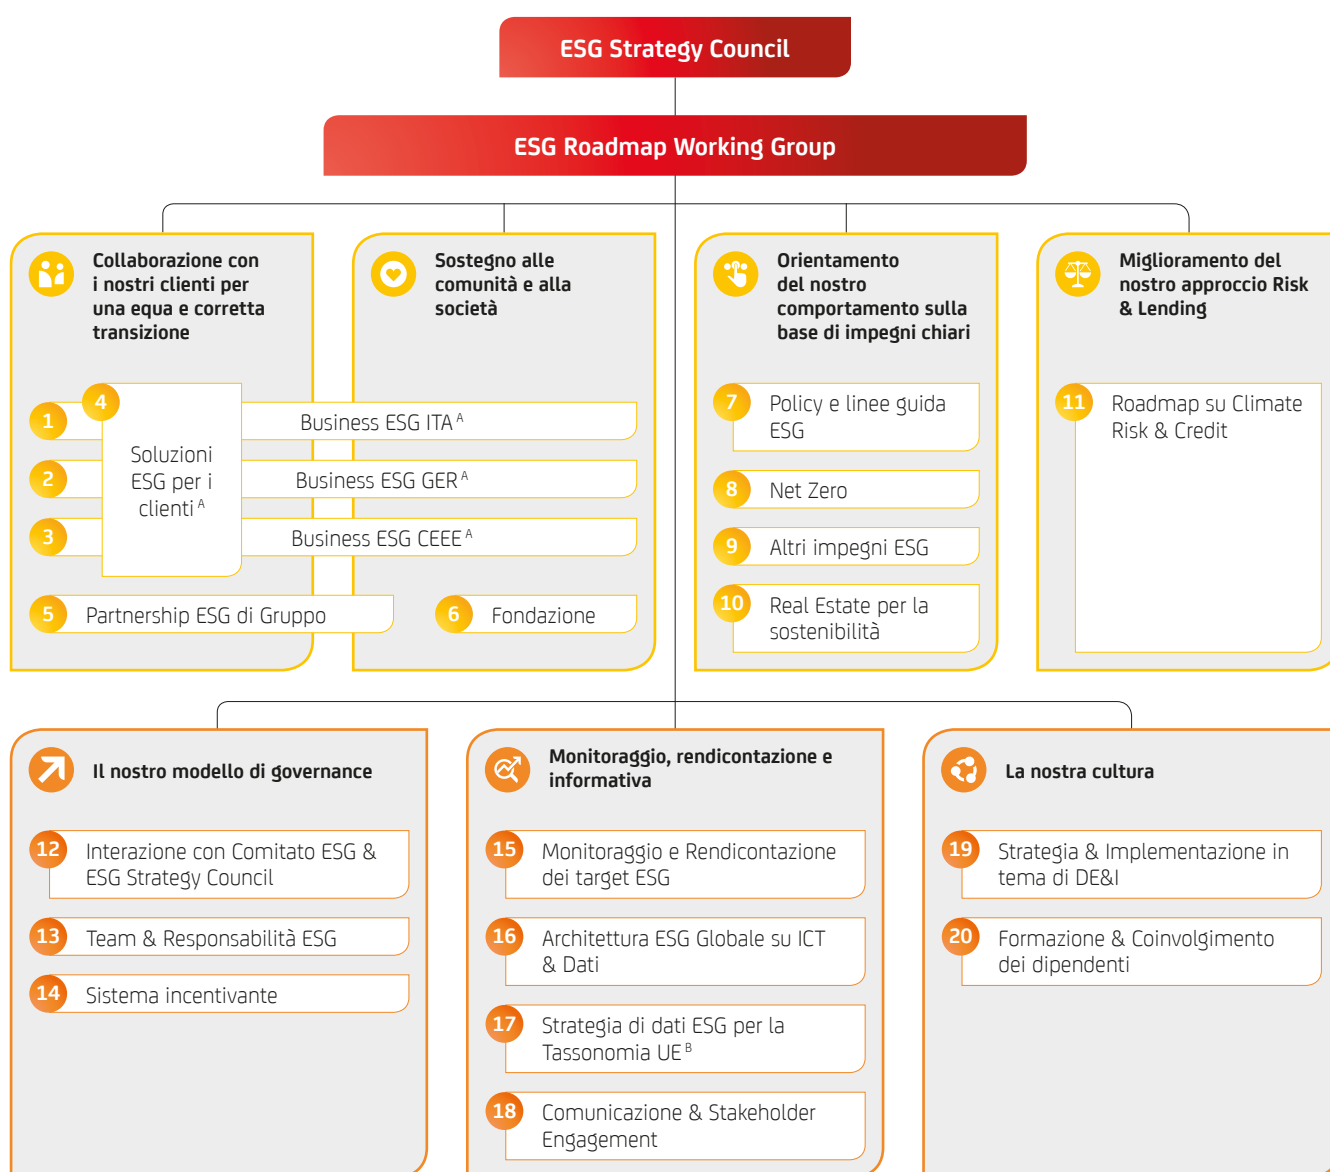 ESG Strategy Council
ESG Roadmap Working Group
Collaborazione con
i nostri clienti per
una equa e corretta
transizione
1
2
3
4
Soluzioni
ESG per i
clienti A
Business ESG ITA A
Business ESG GER A
Business ESG CEEE A
5
Partnership ESG di Gruppo
Sostegno alle
comunità e alla
società
6
Fondazione
Orientamento
del nostro
comportamento sulla
base di impegni chiari
7
Policy e linee guida
ESG
8
Net Zero
9
Altri impegni ESG
10
Real Estate per la
sostenibilità
Miglioramento del
nostro approccio Risk
& Lending
11
Roadmap su Climate
Risk & Credit
Il nostro modello di governance
12
Interazione con Comitato ESG &
ESG Strategy Council
13
Team & Responsabilità ESG
14
Sistema incentivante
Monitoraggio, rendicontazione e
informativa
15
Monitoraggio e Rendicontazione
dei target ESG
16
Architettura ESG Globale su ICT
& Dati
17
Strategia di dati ESG per la
Tassonomia UE B
18
Comunicazione & Stakeholder
Engagement
La nostra cultura
19
Strategia & Implementazione in
tema di DE&I
20
Formazione & Coinvolgimento
dei dipendenti